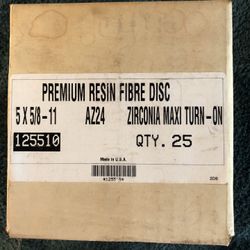 PREMIUM RESIN FIBRE DISC
5 X 5/8-11 AZ24 ZIRCONIA MAXI TURN-ON
125510 QTY. 25
Made in U.S.A.